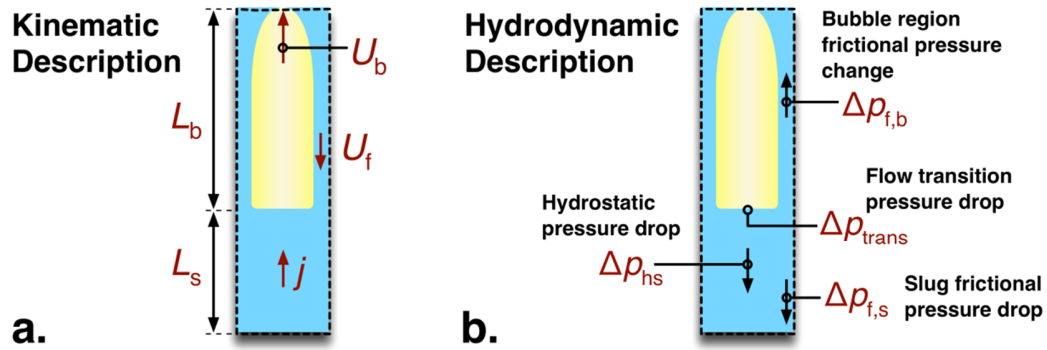 Kinematic
Description
U_b
L_b
U_f
L_s
j
a.
Hydrodynamic
Description
Bubble region
frictional pressure
change
Δp_f,b
Flow transition
pressure drop
Δp_trans
Hydrostatic
pressure drop
Δp_hs
Slug frictional
pressure drop
Δp_f,s
b.